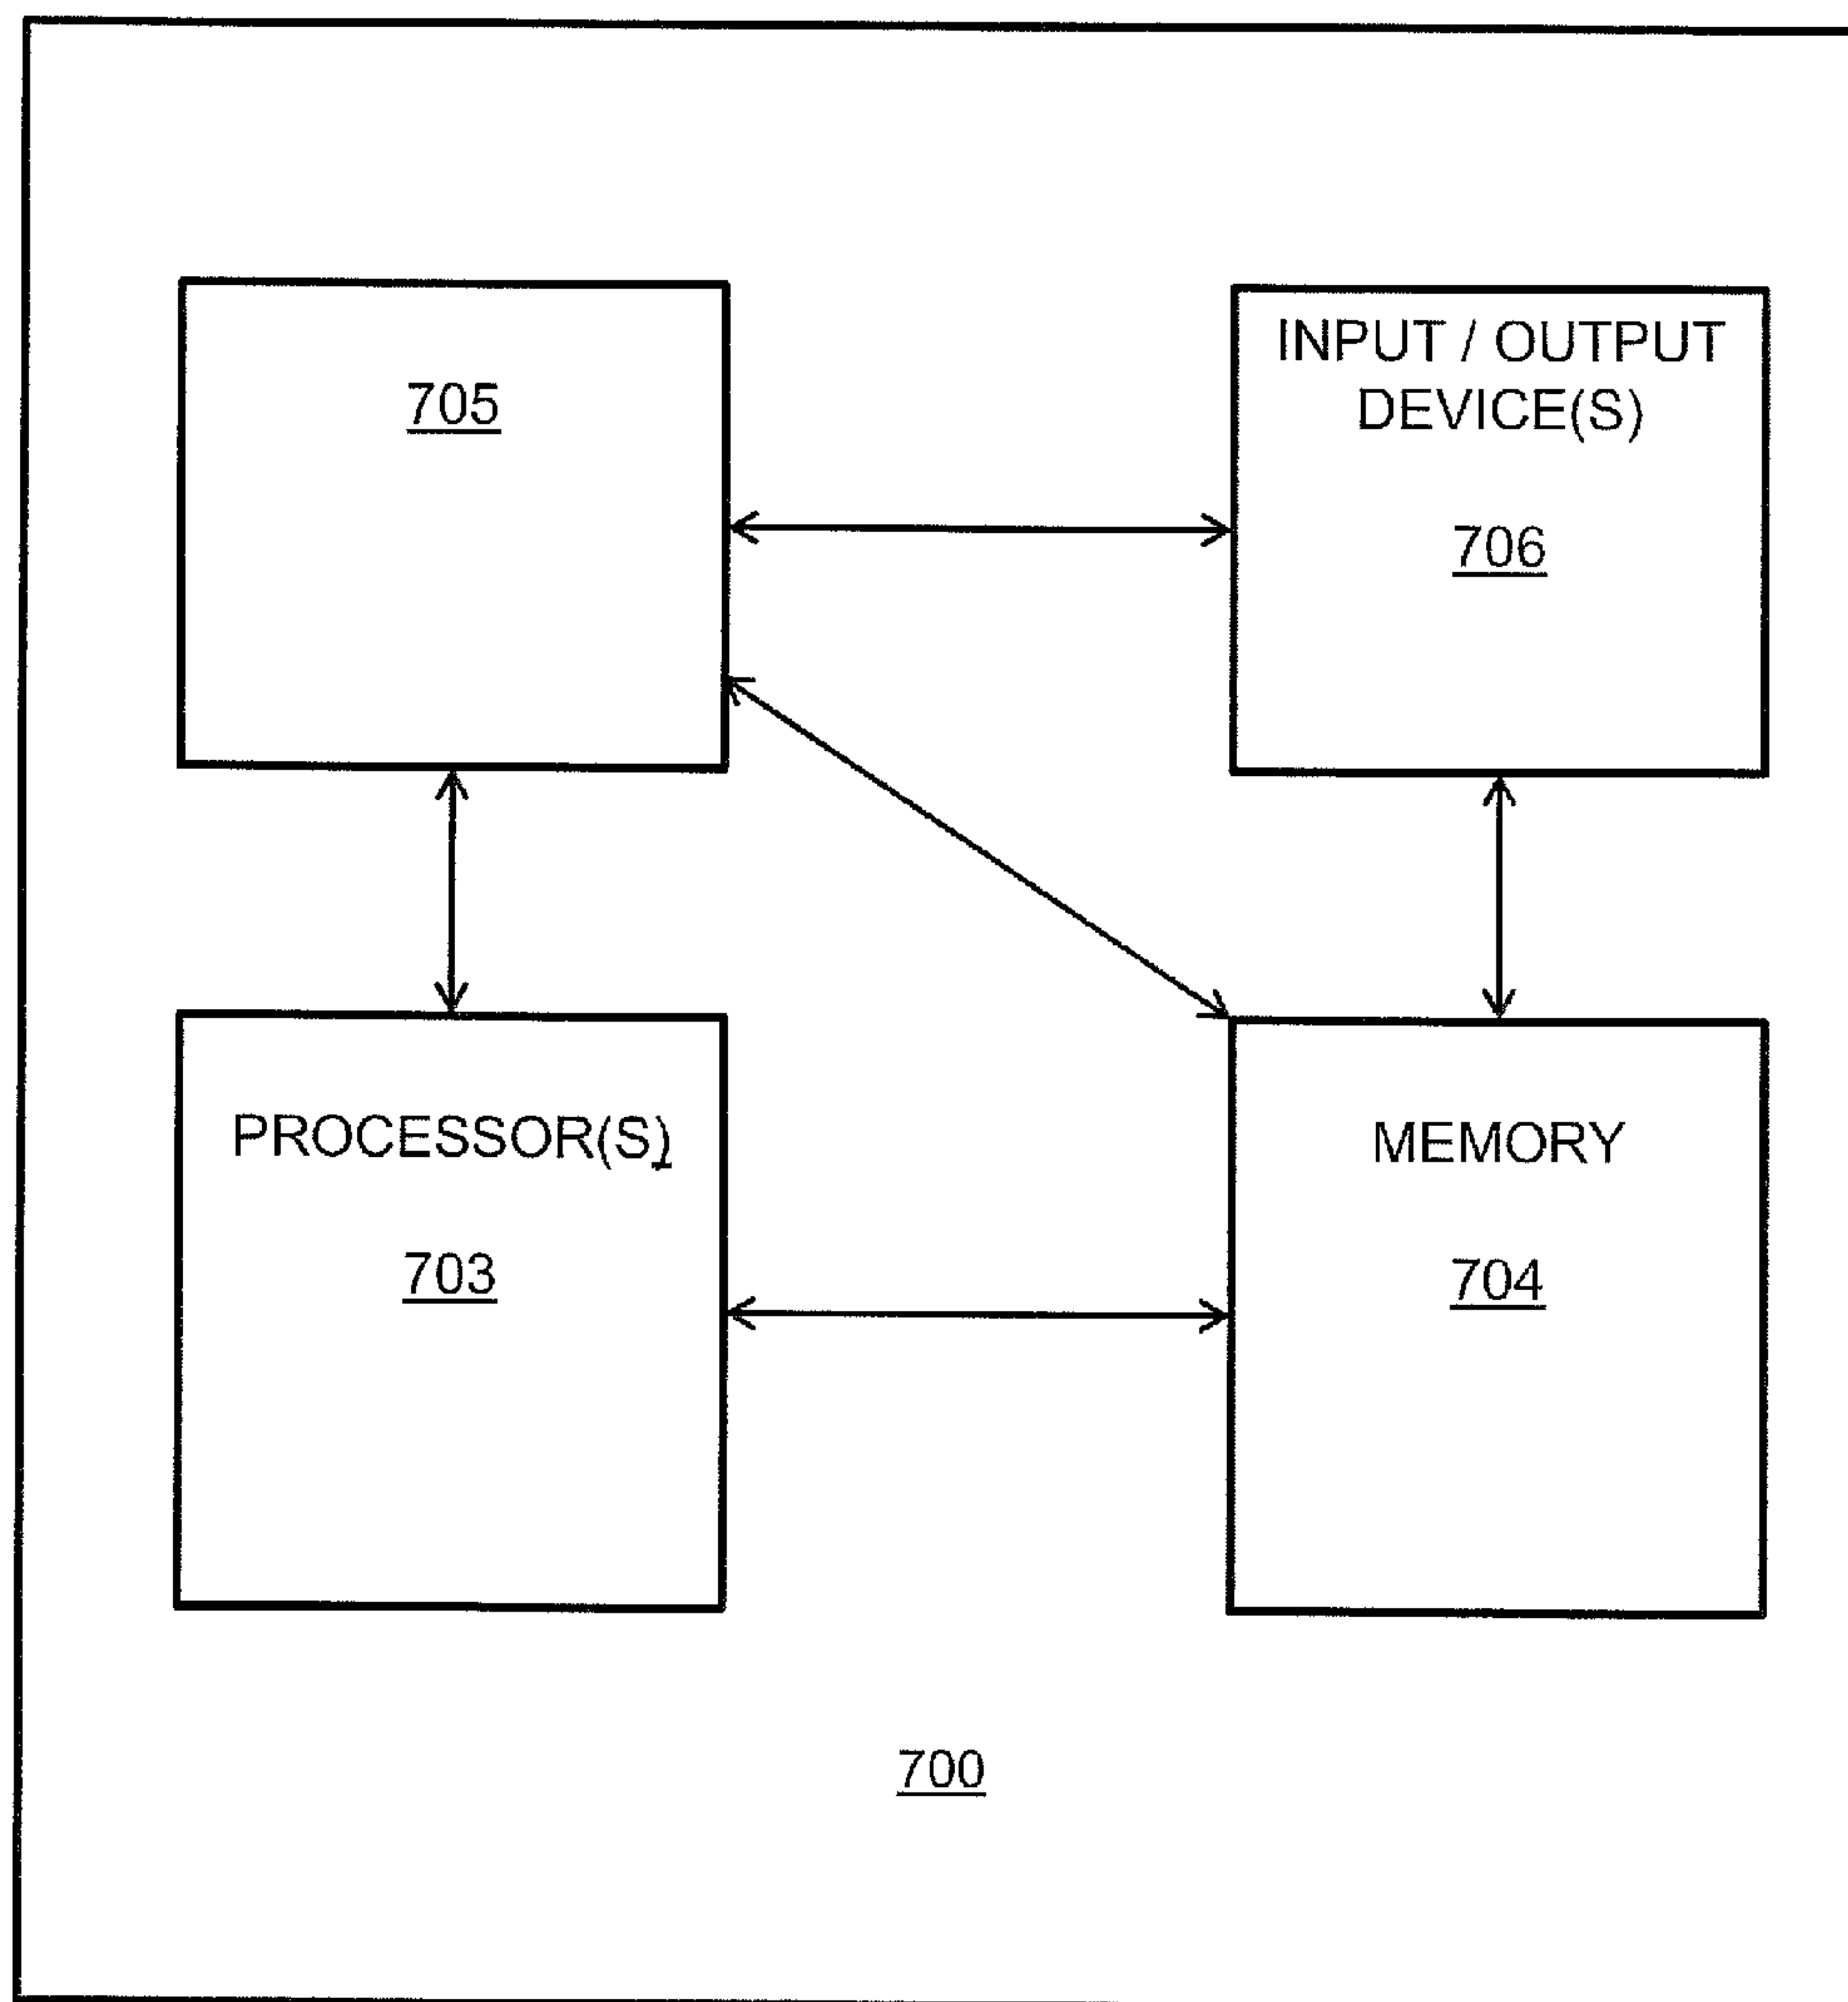 705
INPUT / OUTPUT
DEVICE(S)
706
PROCESSOR(S)
703
MEMORY
704
700